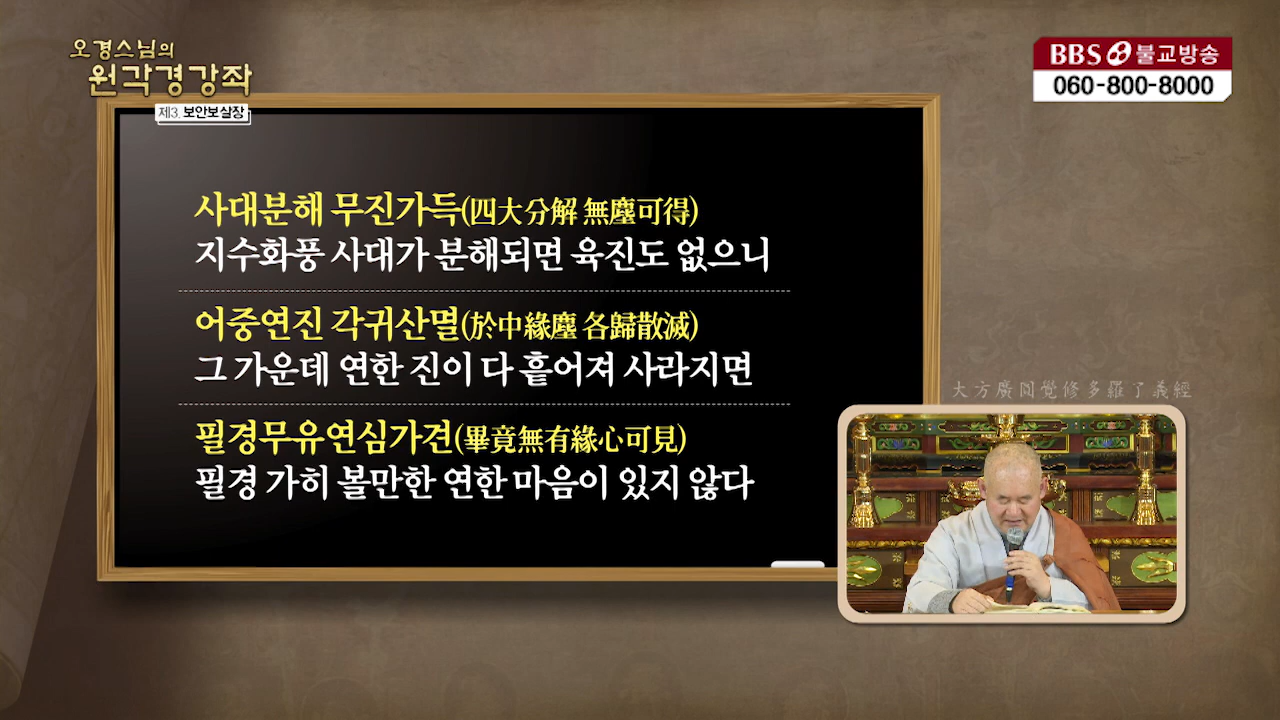 오경스님의
원각경강좌
제3. 보안보살장
BBS 불교방송
060-800-8000
사대분해 무진가득(四大分解 無塵可得)
지수화풍 사대가 분해되면 육진도 없으니
어중연진 각귀산멸(於中緣塵 各歸散滅)
그 가운데 연한 진이 다 흩어져 사라지면
필경무유연심가견(畢竟無有緣心可見)
필경 가히 볼만한 연한 마음이 있지 않다
大方廣圓覺修多羅了義經